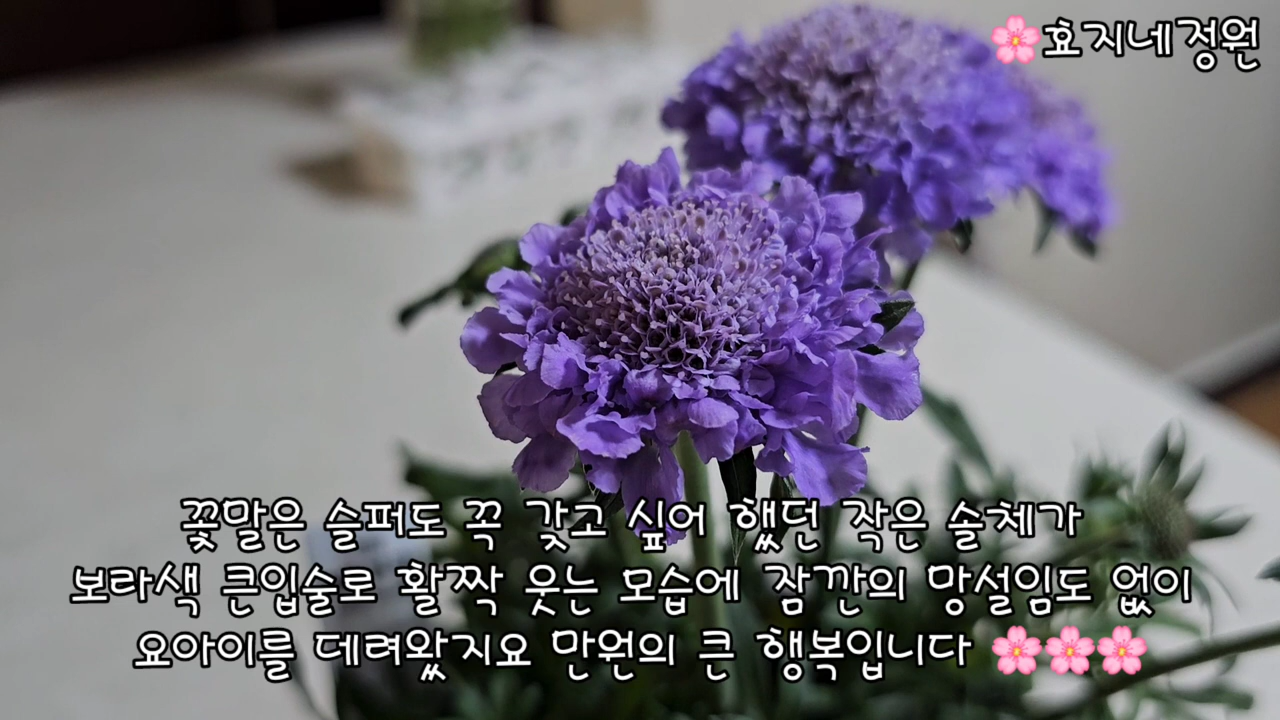 🌸효지네정원
꽃말은 슬퍼도 꼭 갖고 싶어 했던 작은 솔체가
보라색 큰입술로 활짝 웃는 모습에 잠깐의 망설임도 없이
요아이를 데려왔지요 만원의 큰 행복입니다 🌸🌸🌸